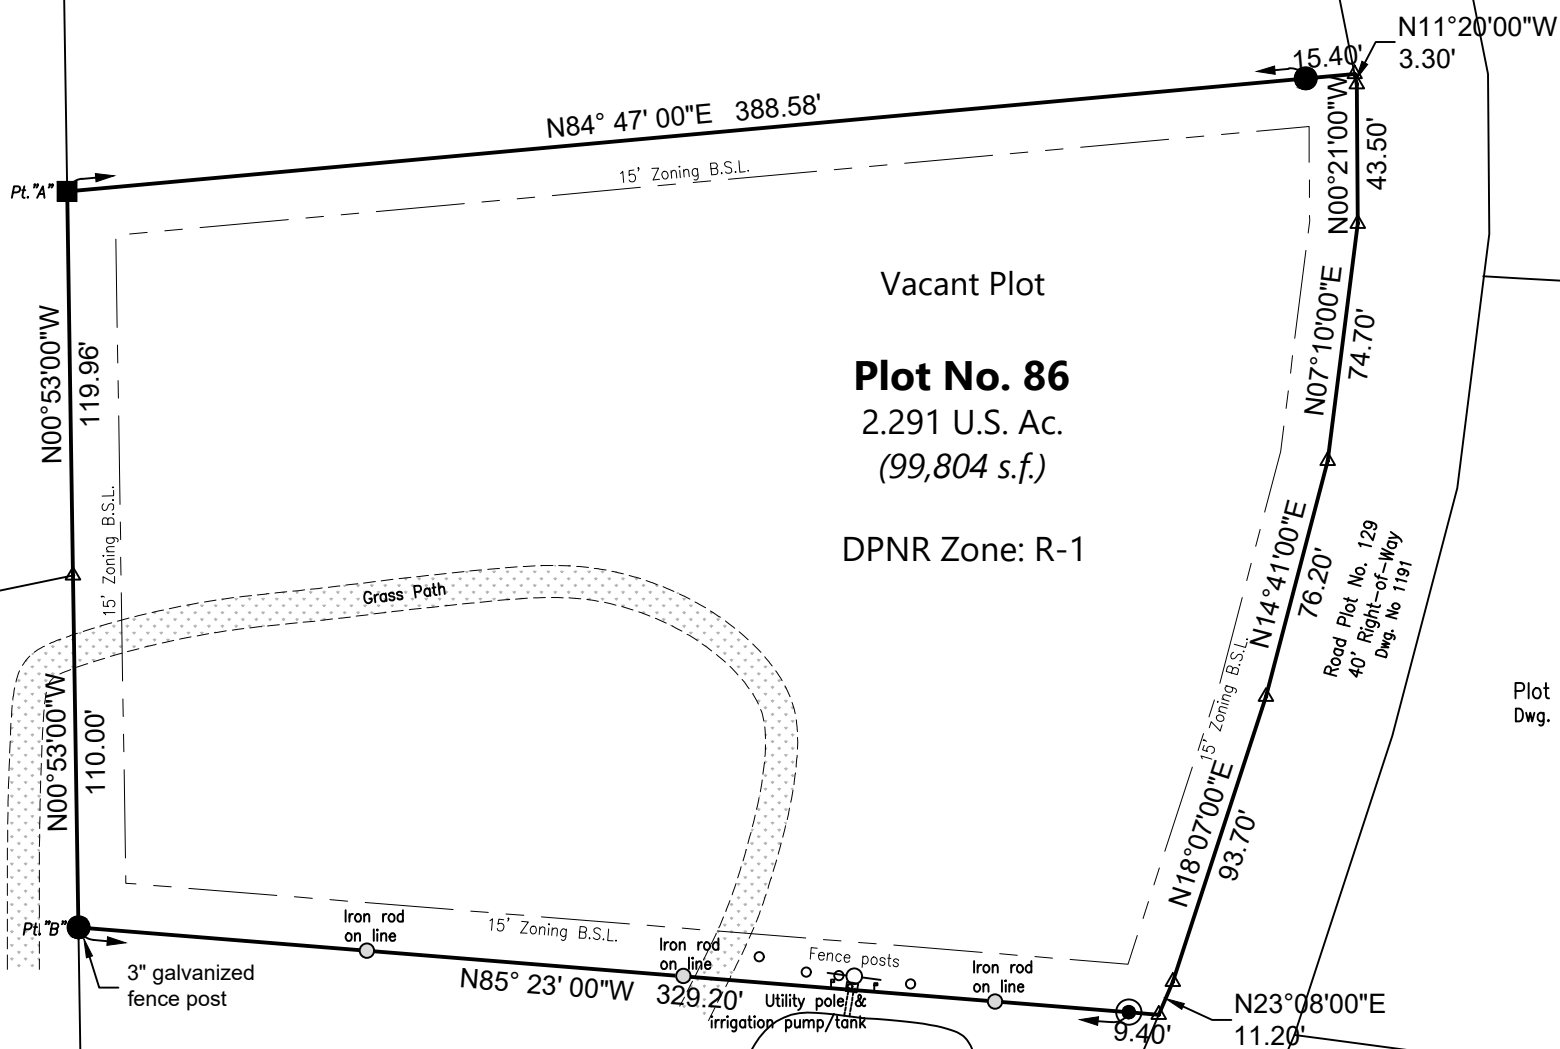 N11°20'00"W
3.30'
15.40'
N84° 47' 00"E 388.58'
15' Zoning B.S.L.
Pt."A"
N00°21'00"W
43.50'
Vacant Plot
Plot No. 86
2.291 U.S. Ac.
(99,804 s.f.)
DPNR Zone: R-1
N00°53'00"W
119.96'
N07°10'00"E
74.70'
15' Zoning B.S.L.
N14°41'00"E
76.20'
Road Plot No. 129
40' Right-of-Way
Dwg. No 1191
Grass Path
N00°53'00"W
110.00'
15' Zoning B.S.L.
Plot
Dwg.
N18°07'00"E
93.70'
Pt."B"
Iron rod
on line
15' Zoning B.S.L.
Iron rod
on line
Fence posts
Iron rod
on line
3" galvanized
fence post
N85° 23' 00"W 329.20'
Utility pole &
irrigation pump/tank
9.40'
N23°08'00"E
11.20'